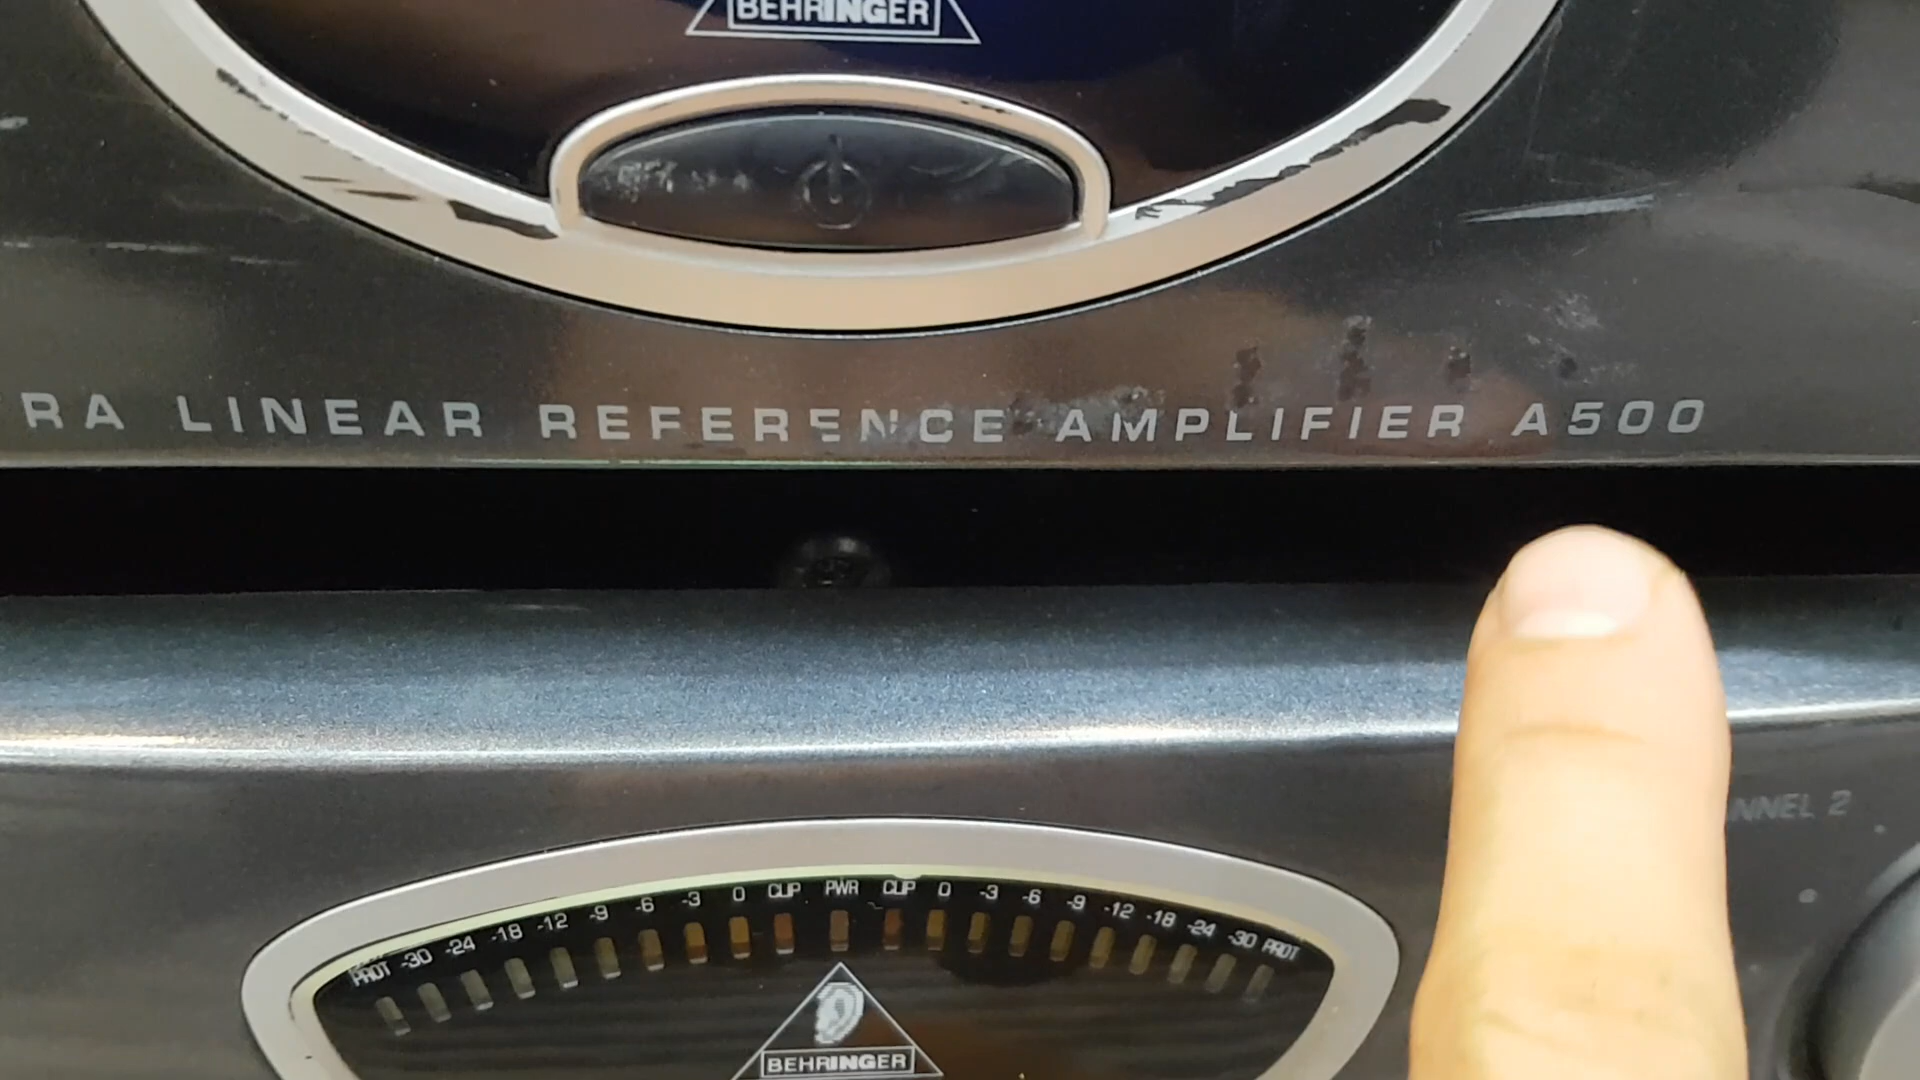 BEHRINGER
RA LINEAR REFERENCE AMPLIFIER A500
NNEL 2
PROT -30 -24 -18 -12 -9 -6 -3 0 CLIP PWR CLIP 0 -3 -6 -9 -12 -18 -24 -30 PROT
BEHRINGER